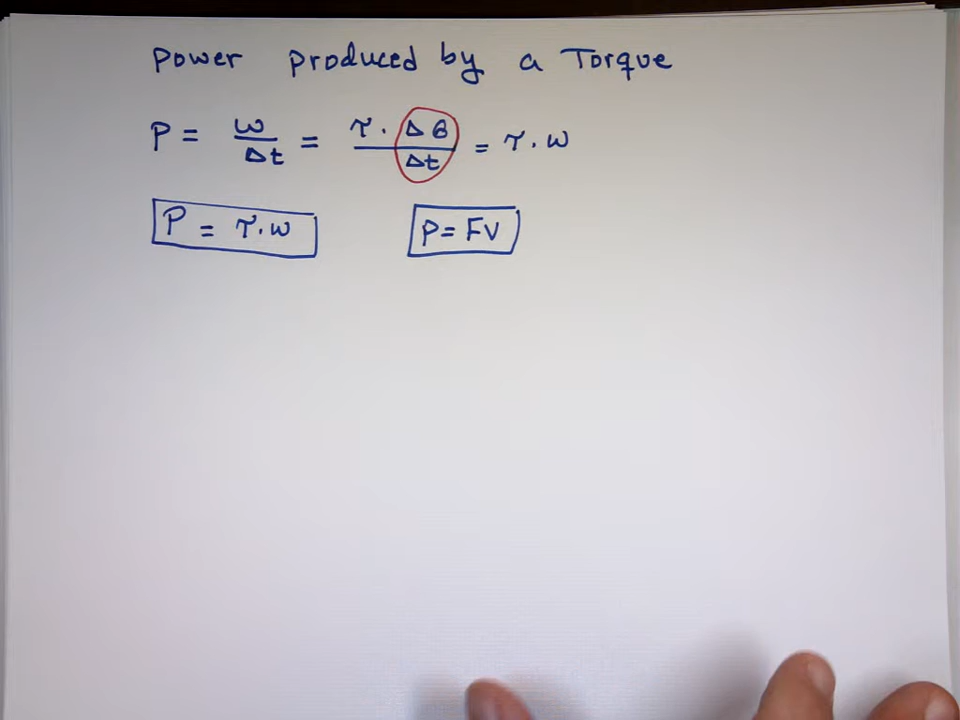 Power produced by a Torque
P = w/Δt = τ · Δθ/Δt = τ · w
P = τ · w P = FV